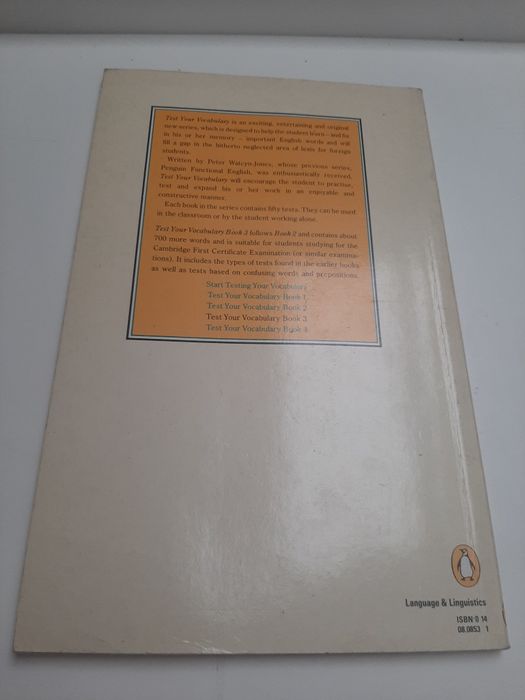 Test Your Vocabulary is an exciting, entertaining and original
new series, which is designed to help the student learn – and fix
in his or her memory – important English words and will
fill a gap in the hitherto neglected area of lexis for foreign
students.
Written by Peter Watcyn-Jones, whose previous series,
Penguin Functional English, was enthusiastically received,
Test Your Vocabulary will encourage the student to practise,
test and expand his or her work in an enjoyable and
constructive manner.
Each book in the series contains fifty tests. They can be used
in the classroom or by the student working alone.
Test Your Vocabulary Book 3 follows Book 2 and contains about
700 more words and is suitable for students studying for the
Cambridge First Certificate Examination (or similar examina-
tions). It includes the types of tests found in the earlier books
as well as tests based on confusing words and prepositions.
Start Testing Your Vocabulary
Test Your Vocabulary Book 1
Test Your Vocabulary Book 2
Test Your Vocabulary Book 3
Test Your Vocabulary Book 4
Language & Linguistics
ISBN 0 14
08.0853 1